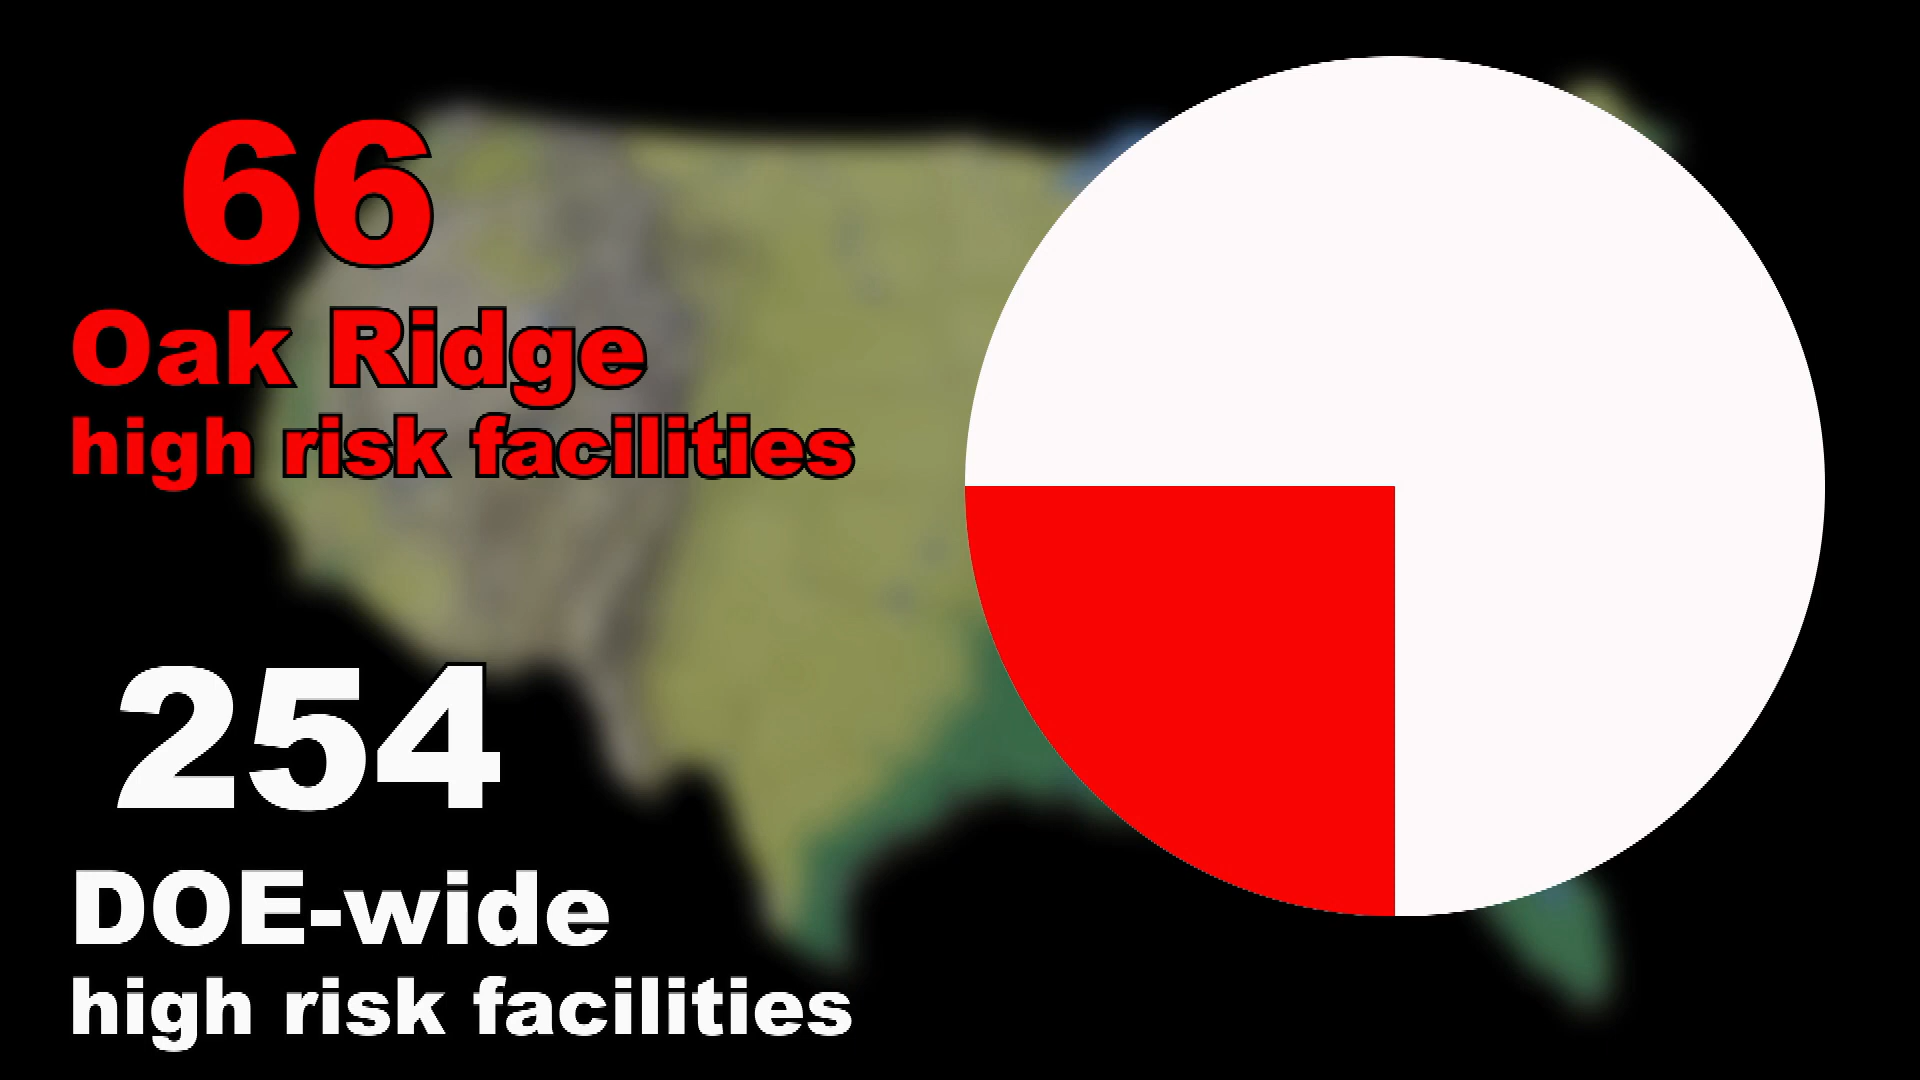 66
Oak Ridge
high risk facilities
254
DOE-wide
high risk facilities